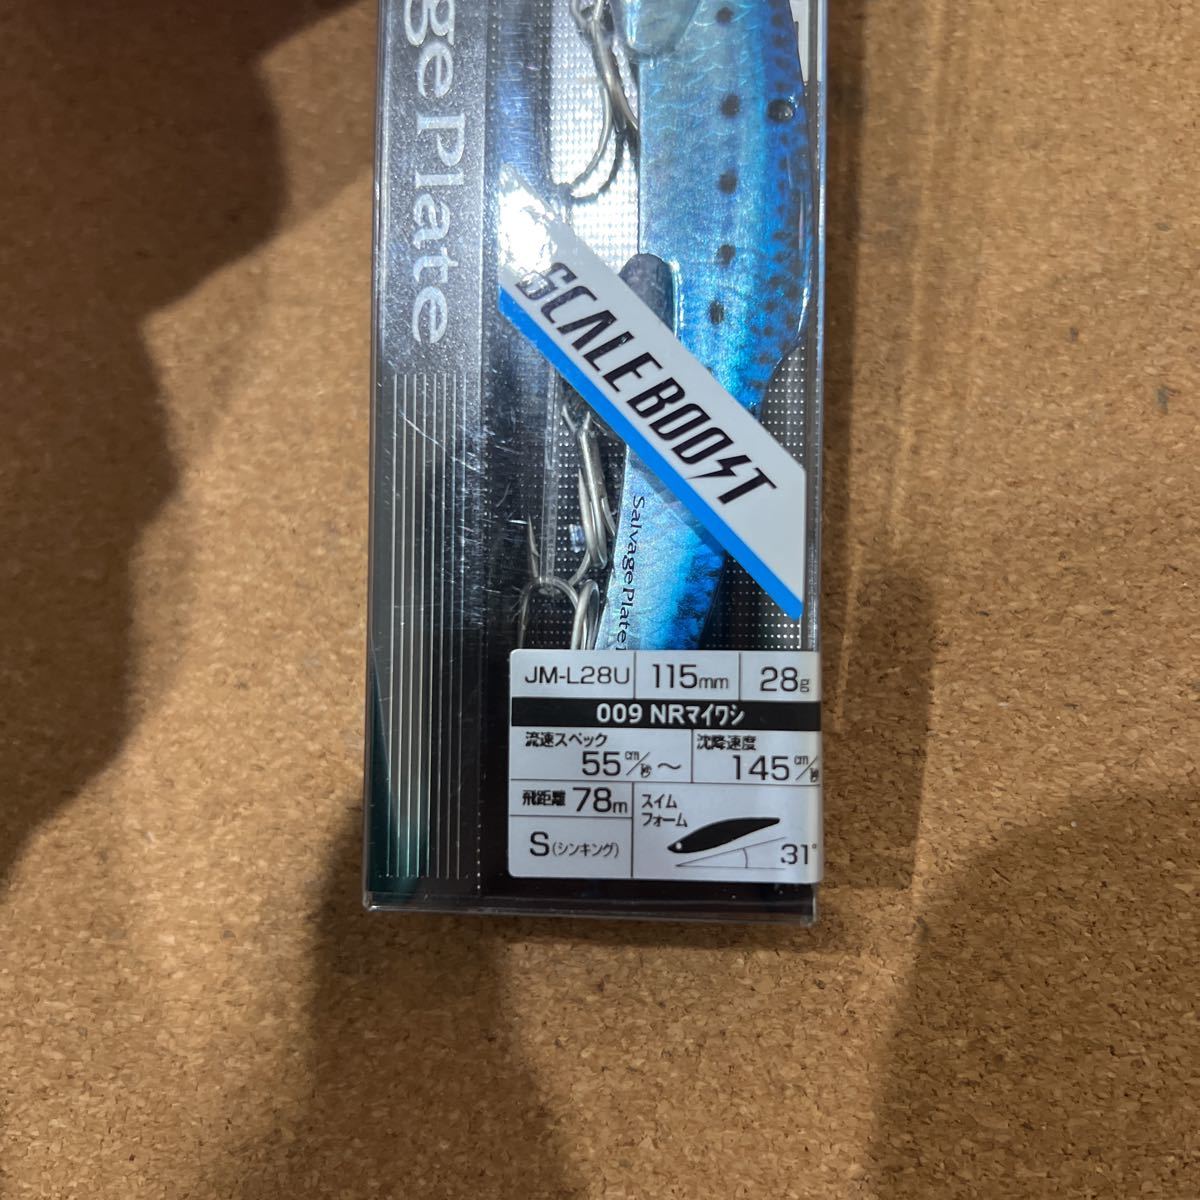 ge Plate
SCALE BOOST
Salvage Plate
JM-L28U 115mm 28g
009 NRマイワシ
流速スペック 沈降速度
55cm/秒〜 145cm/秒
飛距離 78m スイム
フォーム
S(シンキング) 31°